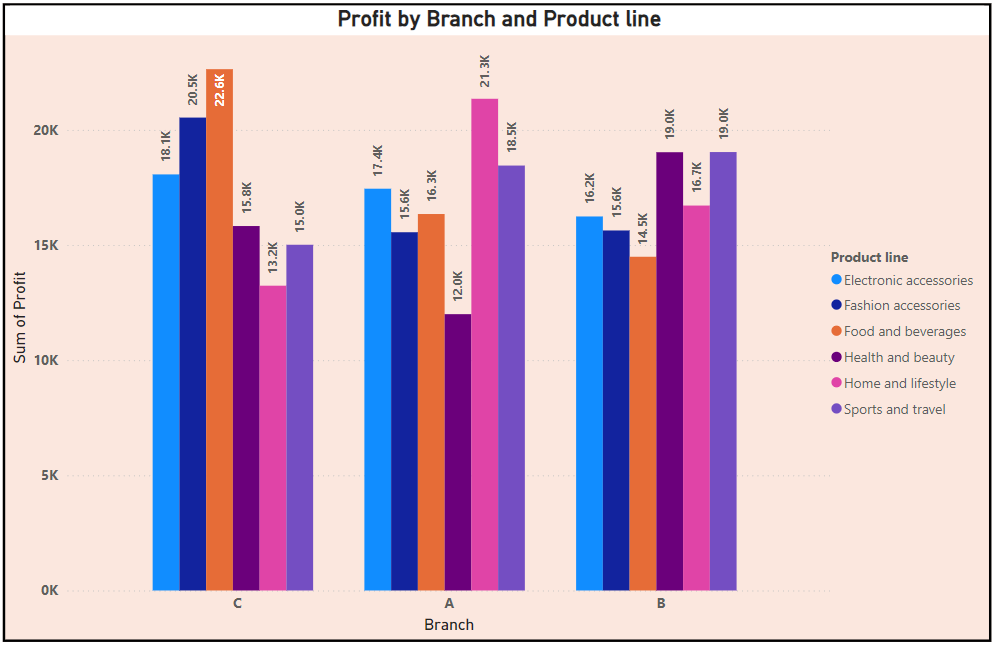 Profit by Branch and Product line
Sum of Profit
20K
15K
10K
5K
0K
18.1K
20.5K
22.6K
15.8K
13.2K
15.0K
17.4K
15.6K
16.3K
12.0K
21.3K
18.5K
16.2K
15.6K
14.5K
19.0K
16.7K
19.0K
C
A
B
Branch
Product line
Electronic accessories
Fashion accessories
Food and beverages
Health and beauty
Home and lifestyle
Sports and travel